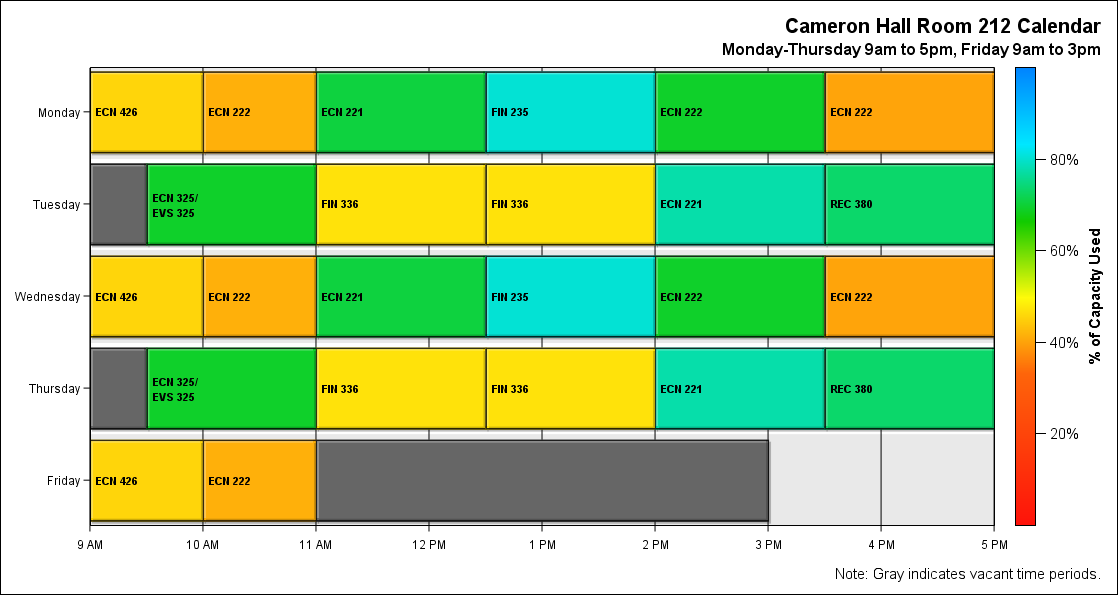 Cameron Hall Room 212 Calendar
Monday-Thursday 9am to 5pm, Friday 9am to 3pm
Monday
ECN 426
ECN 222
ECN 221
FIN 235
ECN 222
ECN 222
Tuesday
ECN 325/
EVS 325
FIN 336
FIN 336
ECN 221
REC 380
Wednesday
ECN 426
ECN 222
ECN 221
FIN 235
ECN 222
ECN 222
Thursday
ECN 325/
EVS 325
FIN 336
FIN 336
ECN 221
REC 380
Friday
ECN 426
ECN 222
9 AM
10 AM
11 AM
12 PM
1 PM
2 PM
3 PM
4 PM
5 PM
80%
60%
40%
20%
% of Capacity Used
Note: Gray indicates vacant time periods.